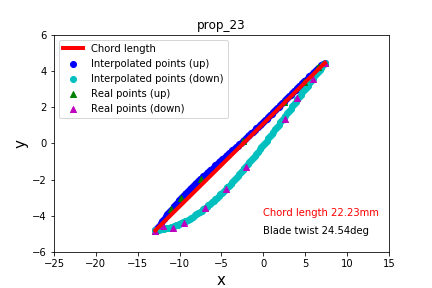 prop_23
Chord length
Interpolated points (up)
Interpolated points (down)
Real points (up)
Real points (down)
Chord length 22.23mm
Blade twist 24.54deg
6
4
2
0
−2
−4
−6
y
−25 −20 −15 −10 −5 0 5 10 15
x